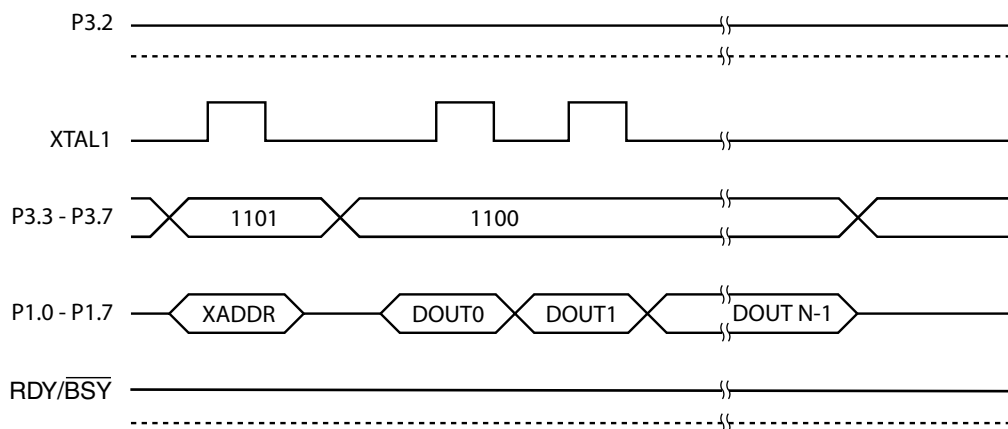 P3.2
XTAL1
P3.3 - P3.7 1101 1100
P1.0 - P1.7 XADDR DOUT0 DOUT1 DOUT N-1
RDY/BSY